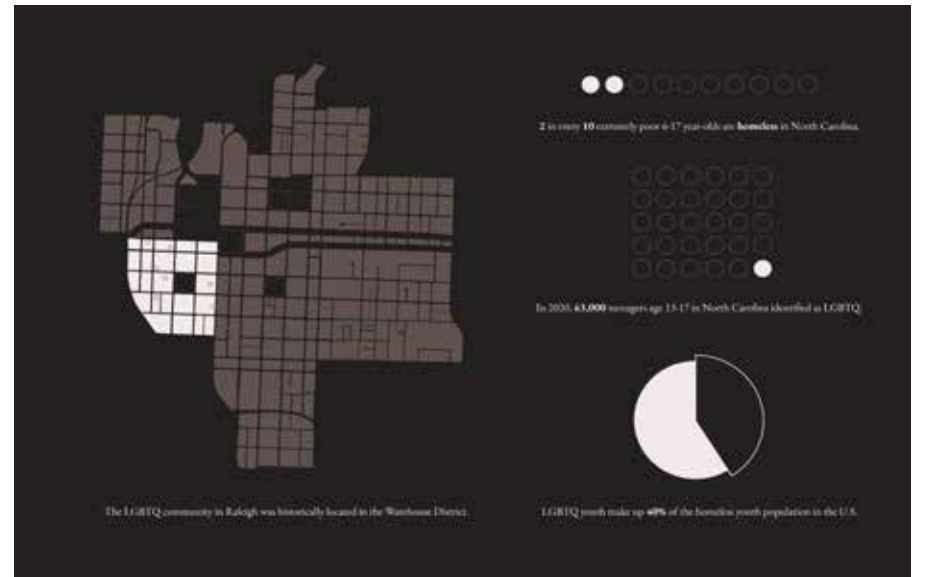 2 in every 10 extremely poor 6-17 year-olds are homeless in North Carolina.
In 2020, 63,000 teenagers age 13-17 in North Carolina identified as LGBTQ.
The LGBTQ community in Raleigh was historically located in the Warehouse District.
LGBTQ youth make up 40% of the homeless youth population in the U.S.